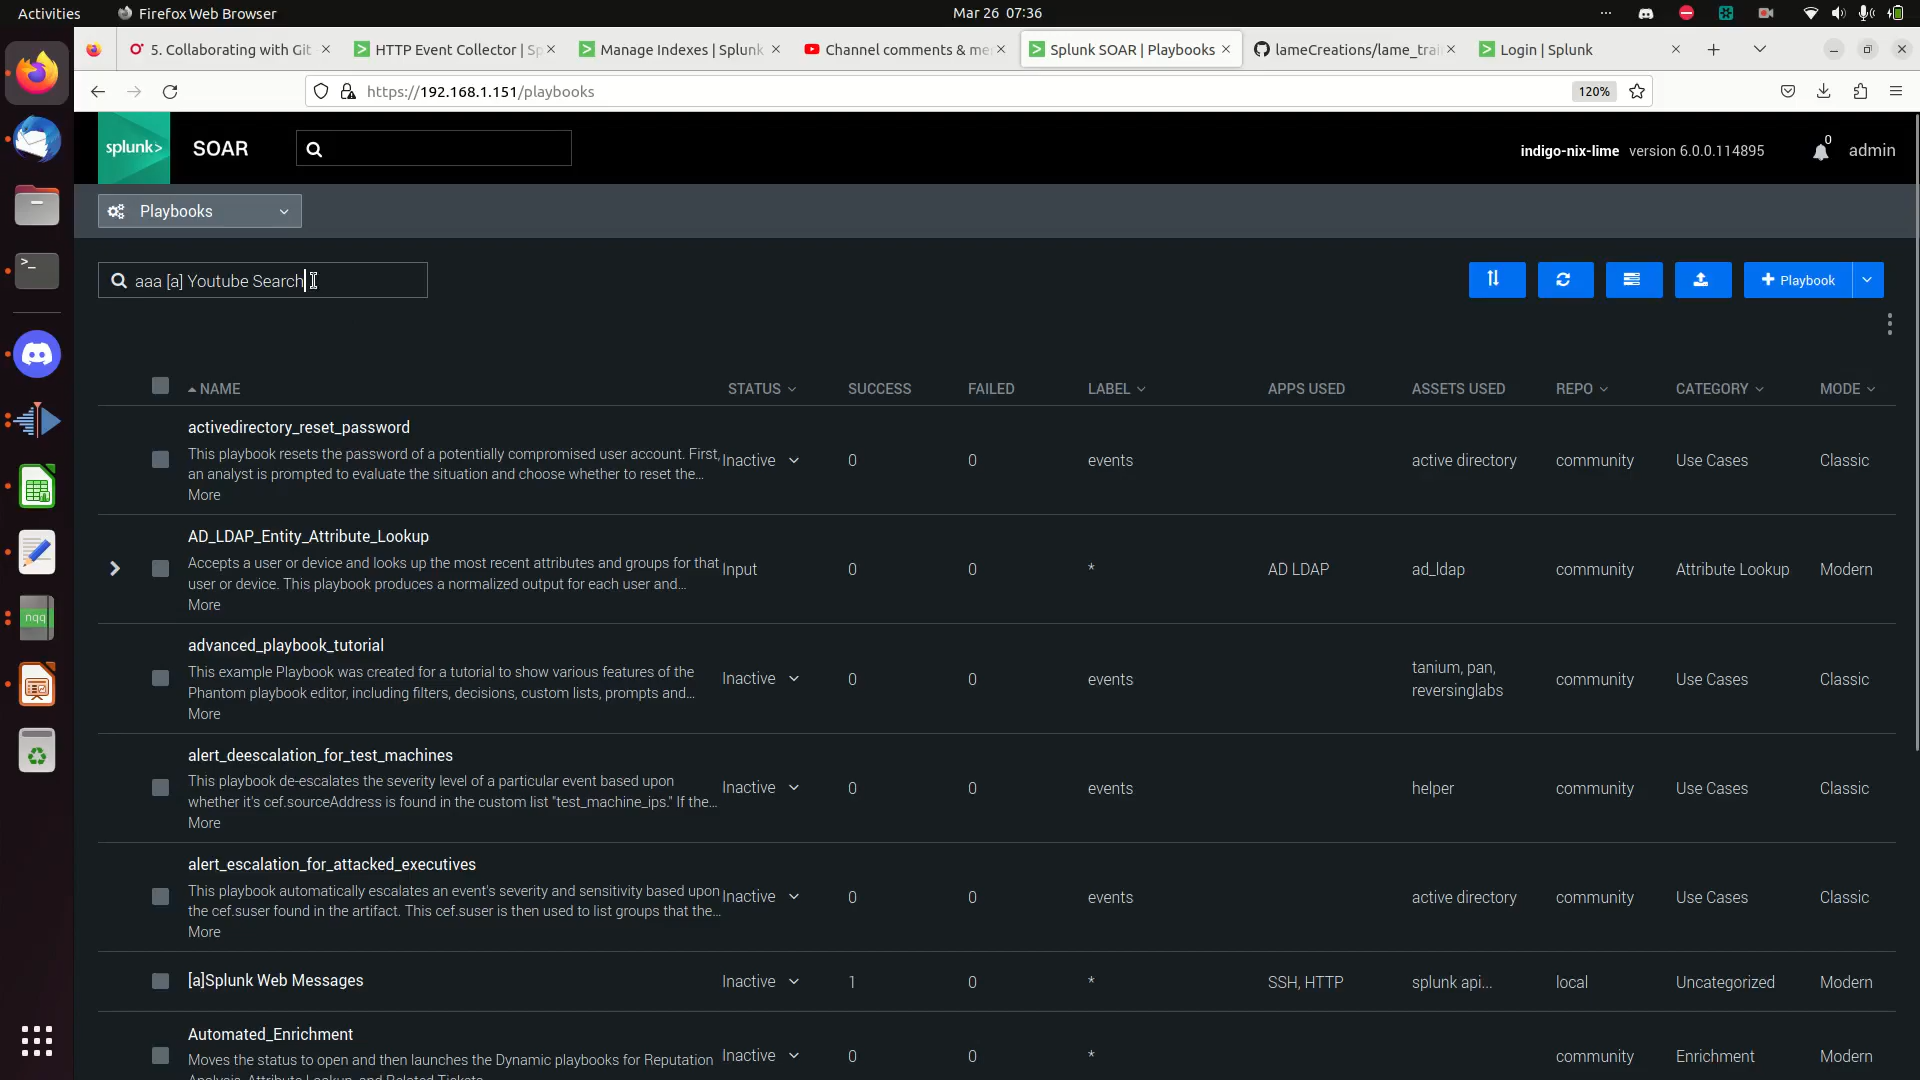 Activities
Firefox Web Browser
Mar 26 07:36
5. Collaborating with Git
HTTP Event Collector | Sp
Manage Indexes | Splunk
Channel comments & me
Splunk SOAR | Playbooks
lameCreations/lame_trai
Login | Splunk
https://192.168.1.151/playbooks
120%
splunk>
SOAR
indigo-nix-lime version 6.0.0.114895
0
admin
Playbooks
aaa [a] Youtube Search
+ Playbook
NAME STATUS SUCCESS FAILED LABEL APPS USED ASSETS USED REPO CATEGORY MODE
activedirectory_reset_password
This playbook resets the password of a potentially compromised user account. First,
an analyst is prompted to evaluate the situation and choose whether to reset the...
More
Inactive 0 0 events active directory community Use Cases Classic
AD_LDAP_Entity_Attribute_Lookup
Accepts a user or device and looks up the most recent attributes and groups for that
user or device. This playbook produces a normalized output for each user and...
More
Input 0 0 * AD LDAP ad_ldap community Attribute Lookup Modern
advanced_playbook_tutorial
This example Playbook was created for a tutorial to show various features of the
Phantom playbook editor, including filters, decisions, custom lists, prompts and...
More
Inactive 0 0 events tanium, pan,
reversinglabs
community Use Cases Classic
alert_deescalation_for_test_machines
This playbook de-escalates the severity level of a particular event based upon
whether it's cef.sourceAddress is found in the custom list "test_machine_ips." If the...
More
Inactive 0 0 events helper community Use Cases Classic
alert_escalation_for_attacked_executives
This playbook automatically escalates an event's severity and sensitivity based upon
the cef.suser found in the artifact. This cef.suser is then used to list groups that the...
More
Inactive 0 0 events active directory community Use Cases Classic
[a]Splunk Web Messages Inactive 1 0 * SSH, HTTP splunk api... local Uncategorized Modern
Automated_Enrichment
Moves the status to open and then launches the Dynamic playbooks for Reputation
Analysis, Attribute Lookup, and Related Tickets.
Inactive 0 0 * community Enrichment Modern
nqq